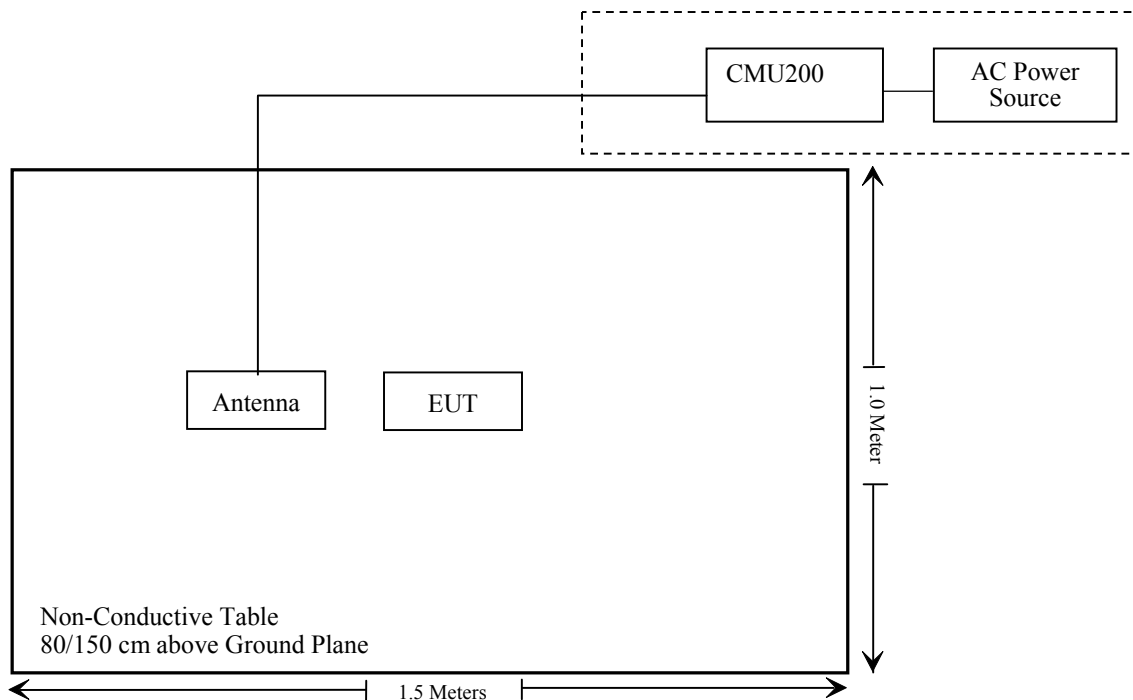 CMU200
AC Power
Source
Antenna
EUT
1.0 Meter
Non-Conductive Table
80/150 cm above Ground Plane
1.5 Meters